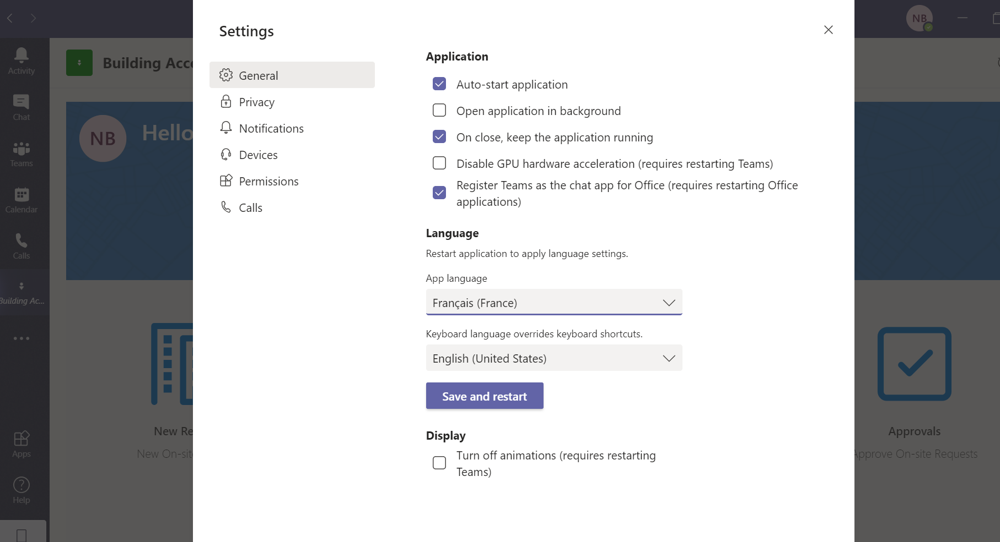 NB
Settings
Application
General
Privacy
Notifications
Devices
Permissions
Calls
Auto-start application
Open application in background
On close, keep the application running
Disable GPU hardware acceleration (requires restarting Teams)
Register Teams as the chat app for Office (requires restarting Office
applications)
Language
Restart application to apply language settings.
App language
Français (France)
Keyboard language overrides keyboard shortcuts.
English (United States)
Save and restart
Display
Turn off animations (requires restarting
Teams)
Activity
Chat
Teams
Calendar
Calls
Building Ac...
Apps
Help
Building
NB
Hello
New
New On-site
Approvals
Approve On-site Requests